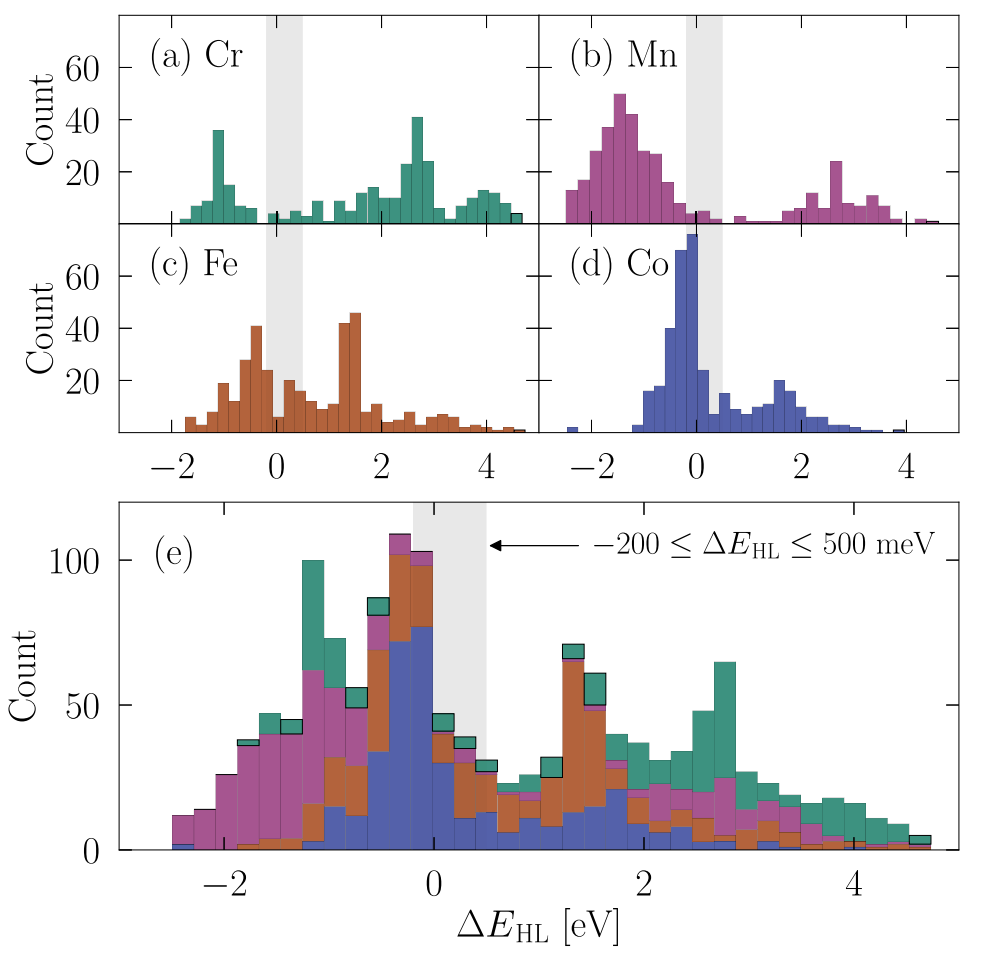 (a) Cr
(b) Mn
60
40
20
Count
(c) Fe
(d) Co
60
40
20
Count
−2 0 2 4 −2 0 2 4
(e)
−200 ≤ ΔE_HL ≤ 500 meV
100
50
0
Count
−2 0 2 4
ΔE_HL [eV]